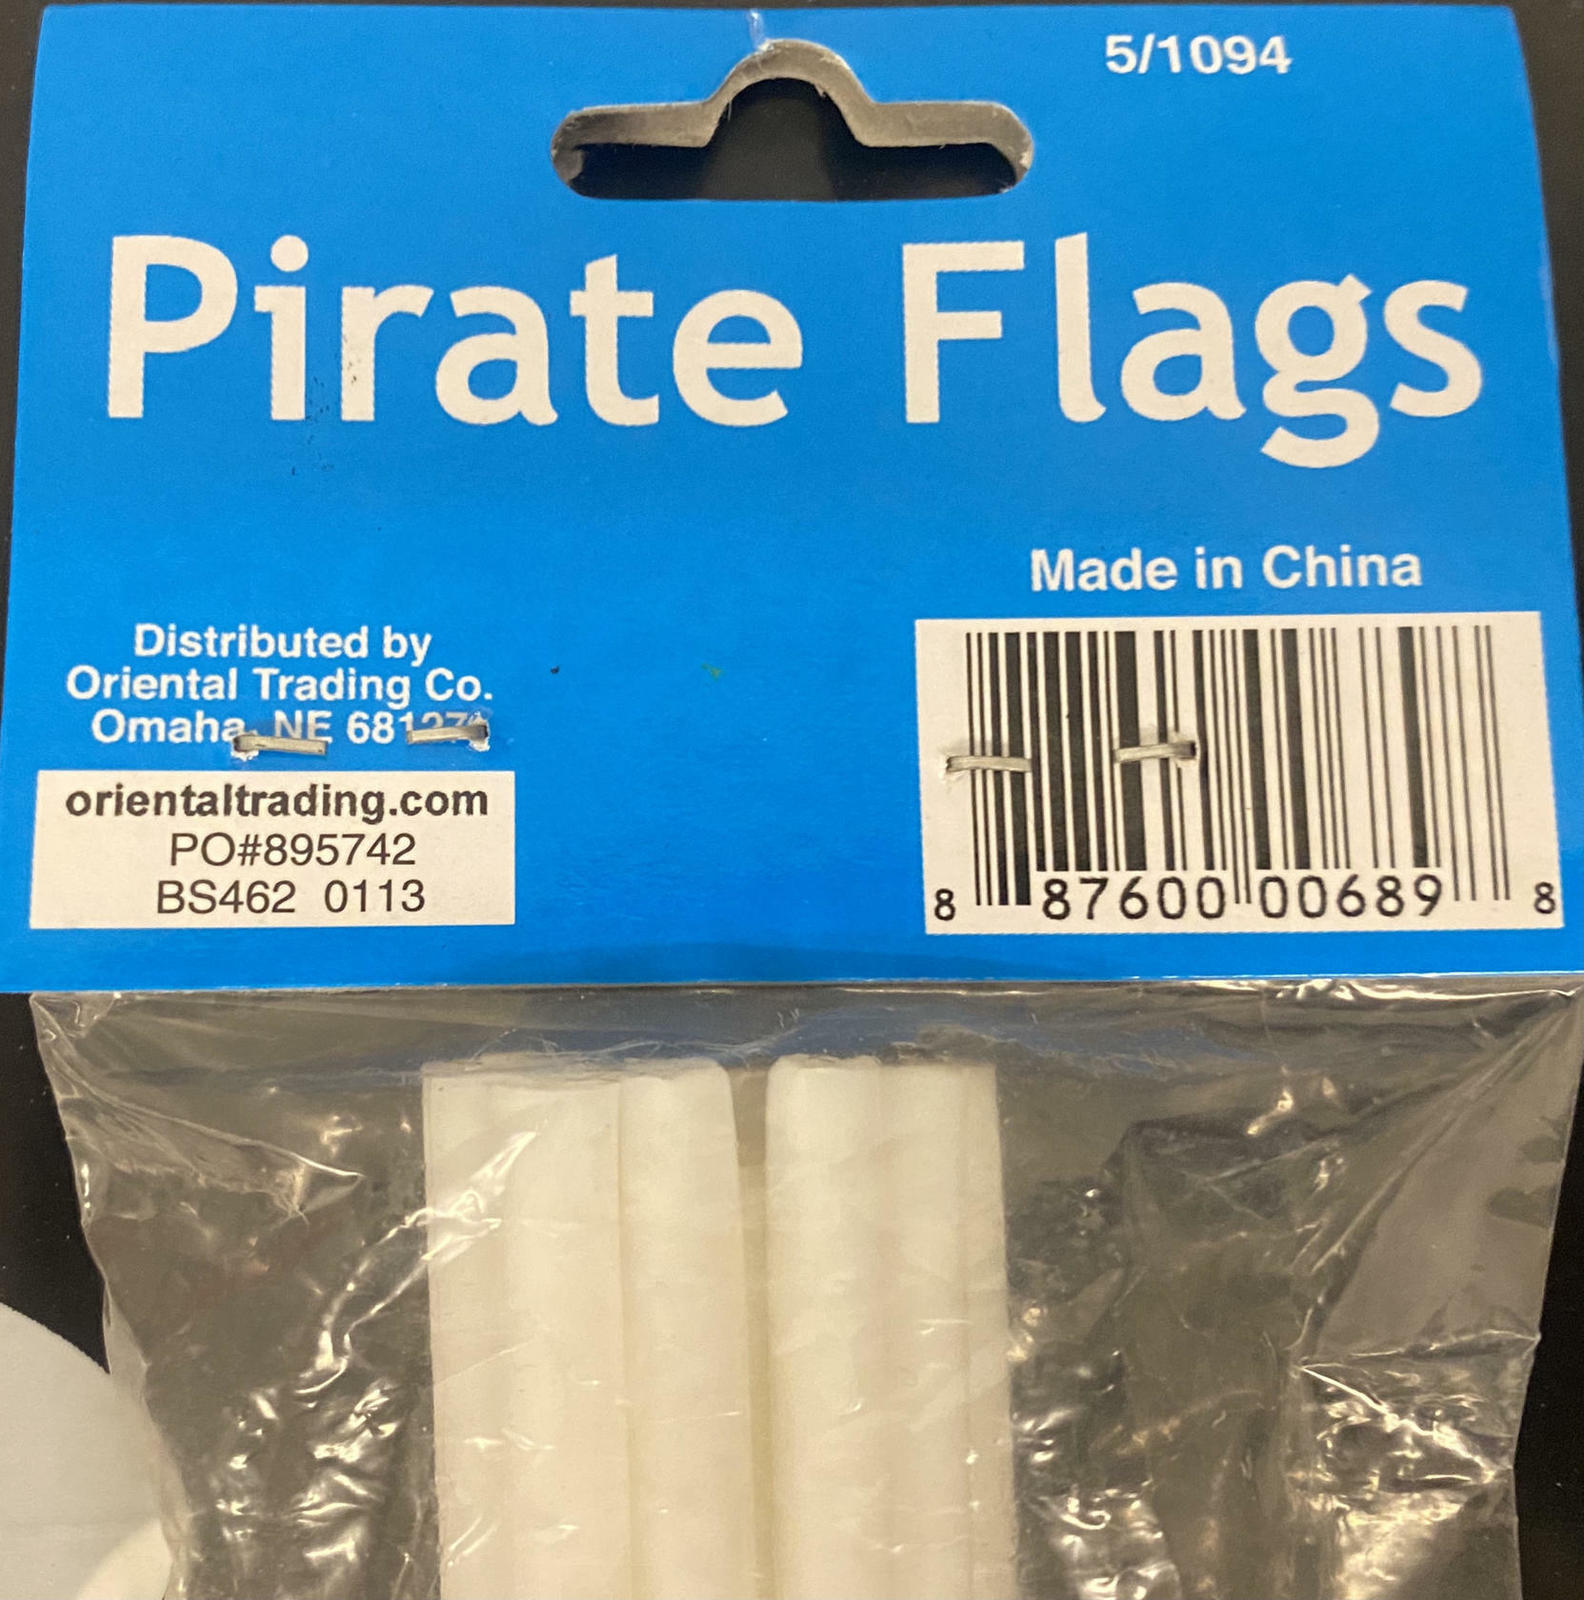 5/1094
Pirate Flags
Made in China
Distributed by
Oriental Trading Co.
Omaha, NE 68127
orientaltrading.com
PO#895742
BS462 0113
8 87600 00689 8